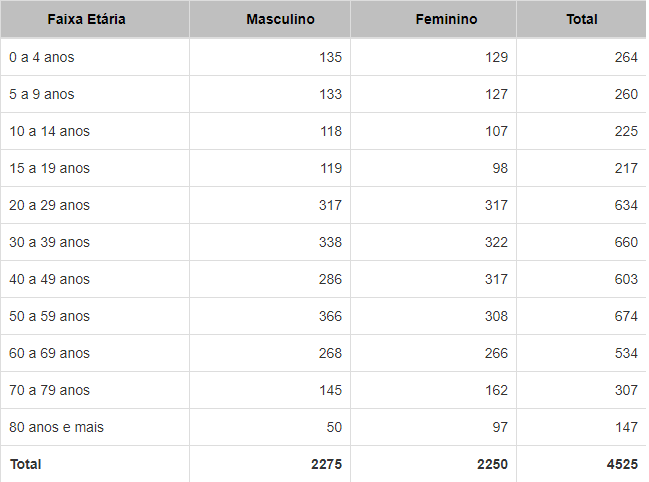 Faixa Etária Masculino Feminino Total
0 a 4 anos 135 129 264
5 a 9 anos 133 127 260
10 a 14 anos 118 107 225
15 a 19 anos 119 98 217
20 a 29 anos 317 317 634
30 a 39 anos 338 322 660
40 a 49 anos 286 317 603
50 a 59 anos 366 308 674
60 a 69 anos 268 266 534
70 a 79 anos 145 162 307
80 anos e mais 50 97 147
Total 2275 2250 4525